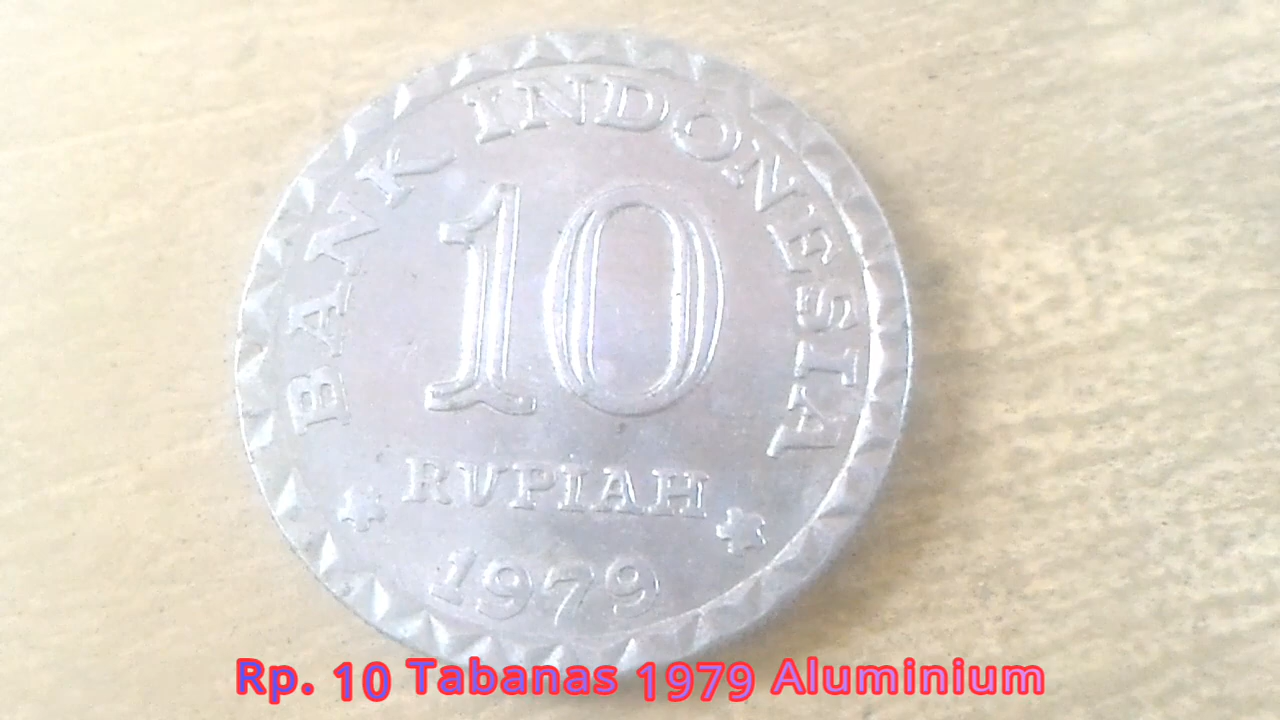 BANK INDONESIA
10
RUPIAH
1979
Rp. 10 Tabanas 1979 Aluminium